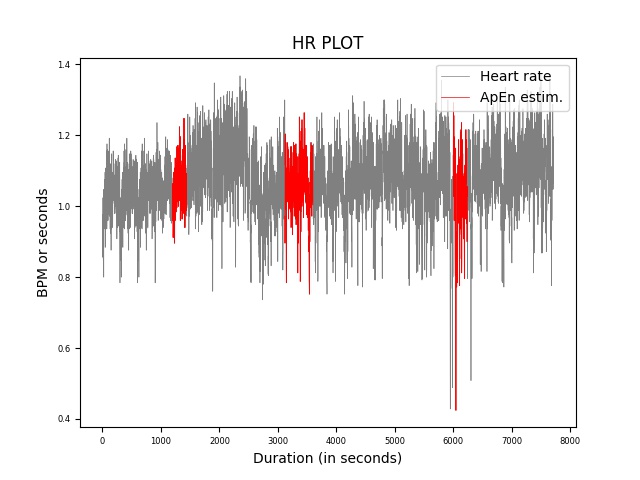 HR PLOT
Heart rate
ApEn estim.
BPM or seconds
1.4
1.2
1.0
0.8
0.6
0.4
0 1000 2000 3000 4000 5000 6000 7000 8000
Duration (in seconds)